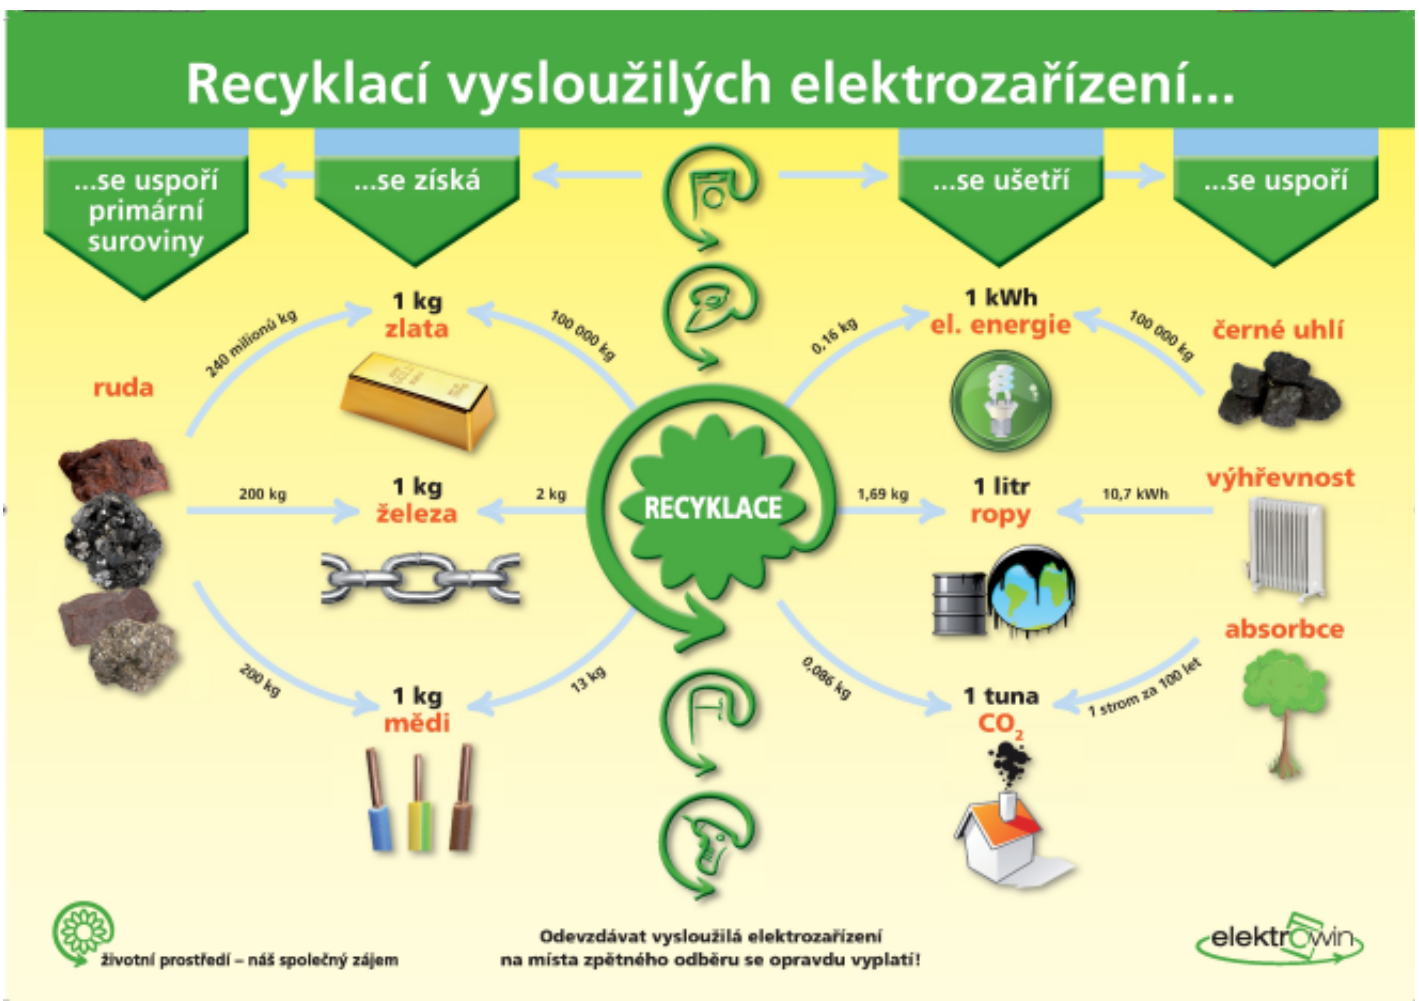 Recyklací vysloužilých elektrozařízení...
...se uspoří
primární
suroviny
...se získá
...se ušetří
...se uspoří
ruda
240 milionů kg
200 kg
200 kg
1 kg
zlata
1 kg
železa
1 kg
mědi
100 000 kg
2 kg
13 kg
RECYKLACE
0,16 kg
1,69 kg
0,086 kg
1 kWh
el. energie
1 litr
ropy
1 tuna
CO2
100 000 kg
10,7 kWh
1 strom za 100 let
černé uhlí
výhřevnost
absorbce
životní prostředí – náš společný zájem
Odevzdávat vysloužilá elektrozařízení
na místa zpětného odběru se opravdu vyplatí!
elektrowin